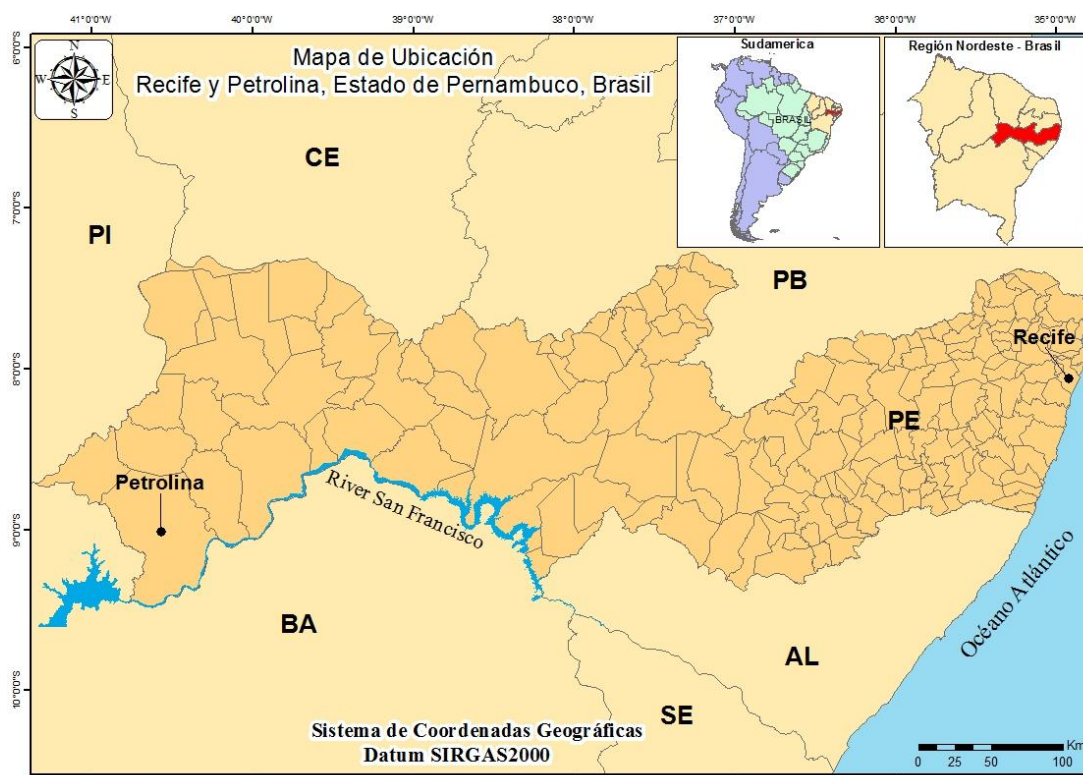 41°0'0"O 40°0'0"O 39°0'0"O 38°0'0"O 37°0'0"O 36°0'0"O 35°0'0"O
N
W E
S
Mapa de Ubicación
Recife y Petrolina, Estado de Pernambuco, Brasil
Sudamerica
BRASIL
Región Nordeste - Brasil
6°0'0"S
7°0'0"S
8°0'0"S
9°0'0"S
10°0'0"S
CE
PI
PB
Recife
PE
Petrolina
River San Francisco
Océano Atlántico
BA
AL
SE
Sistema de Coordenadas Geográficas
Datum SIRGAS2000
Km
0 25 50 100